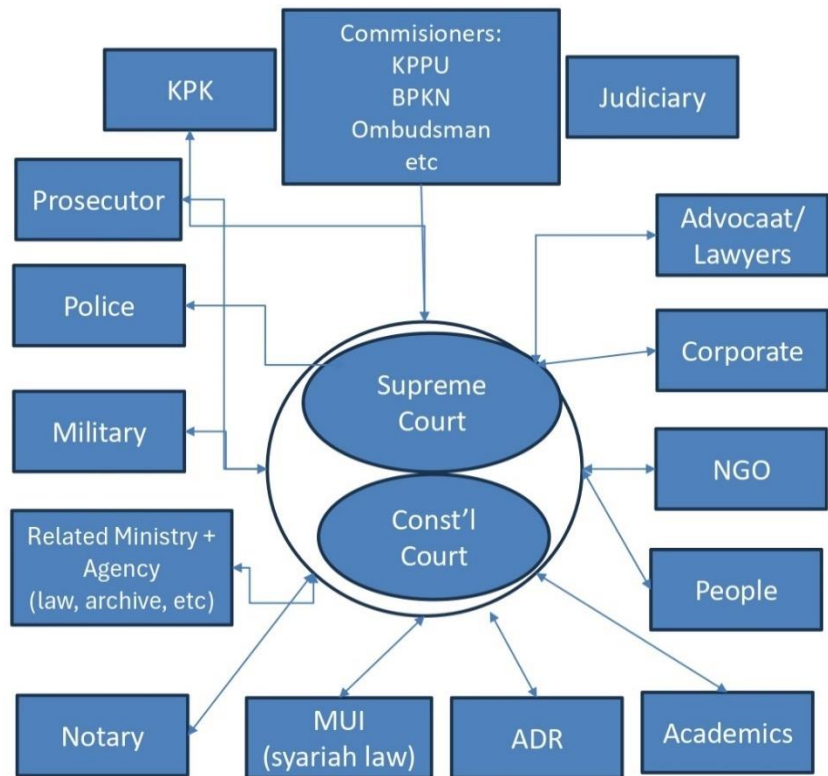 Commisioners:
KPPU
BPKN
Ombudsman
etc
KPK
Judiciary
Prosecutor
Advocaat/
Lawyers
Police
Corporate
Supreme
Court
Military
NGO
Const'l
Court
Related Ministry +
Agency
(law, archive, etc)
People
Notary
MUI
(syariah law)
ADR
Academics